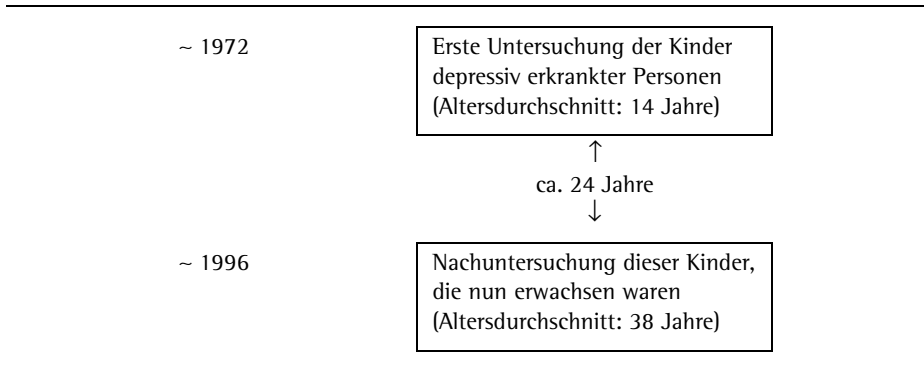 ~ 1972
Erste Untersuchung der Kinder
depressiv erkrankter Personen
(Altersdurchschnitt: 14 Jahre)
↑
ca. 24 Jahre
↓
~ 1996
Nachuntersuchung dieser Kinder,
die nun erwachsen waren
(Altersdurchschnitt: 38 Jahre)